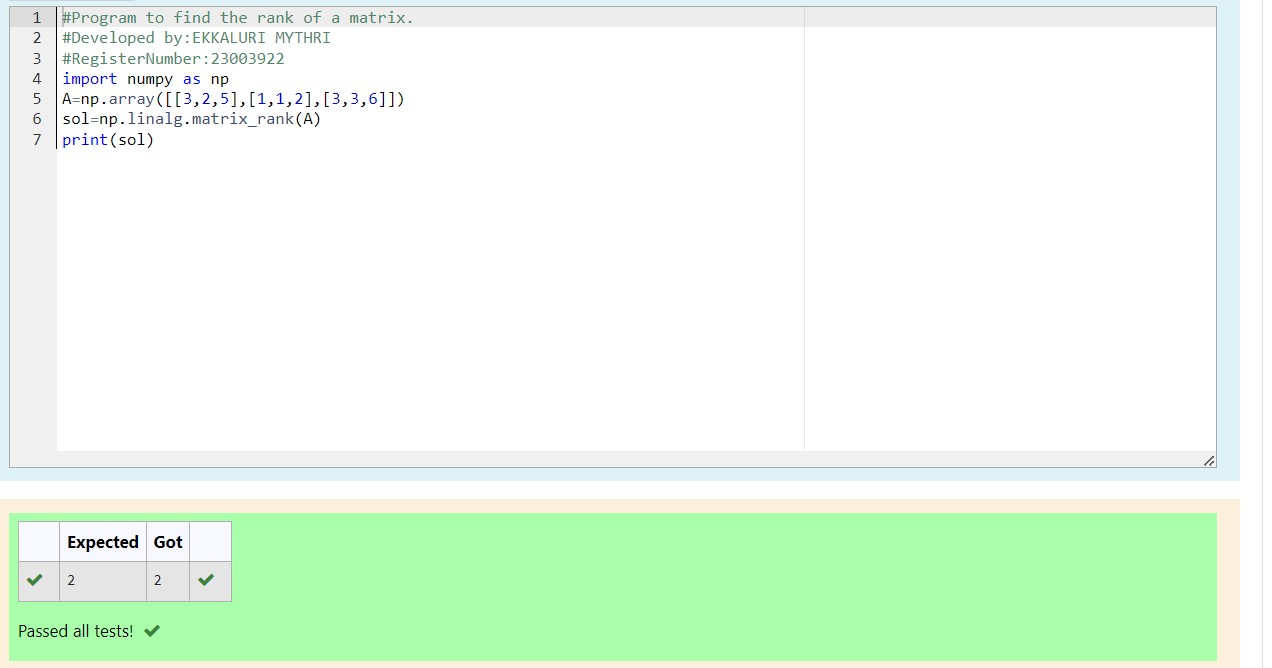 1 #Program to find the rank of a matrix.
2 #Developed by:EKKALURI MYTHRI
3 #RegisterNumber:23003922
4 import numpy as np
5 A=np.array([[3,2,5],[1,1,2],[3,3,6]])
6 sol=np.linalg.matrix_rank(A)
7 print(sol)
Expected Got
2 2
Passed all tests!